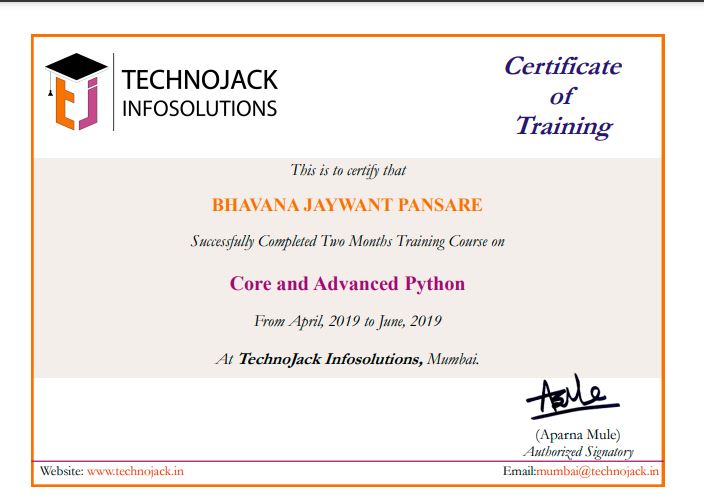 TECHNOJACK
INFOSOLUTIONS
Certificate
of
Training
This is to certify that
BHAVANA JAYWANT PANSARE
Successfully Completed Two Months Training Course on
Core and Advanced Python
From April, 2019 to June, 2019
At TechnoJack Infosolutions, Mumbai.
(Aparna Mule)
Authorized Signatory
Website: www.technojack.in
Email:mumbai@technojack.in